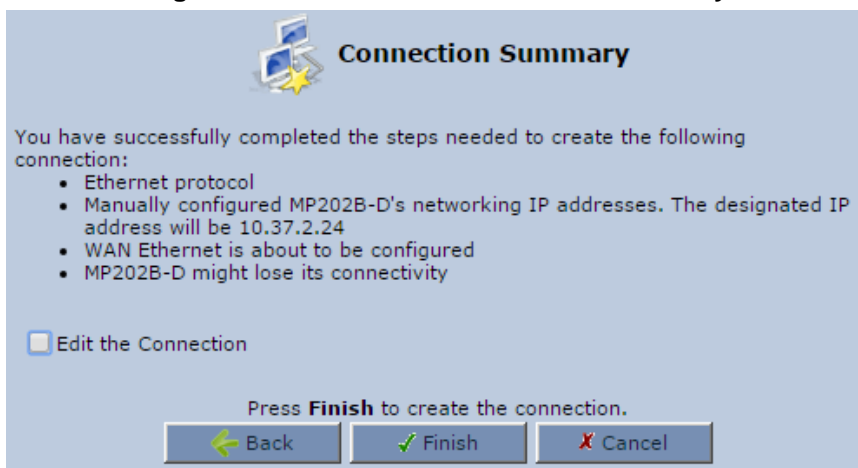 Connection Summary
You have successfully completed the steps needed to create the following
connection:
• Ethernet protocol
• Manually configured MP202B-D's networking IP addresses. The designated IP
address will be 10.37.2.24
• WAN Ethernet is about to be configured
• MP202B-D might lose its connectivity
Edit the Connection
Press Finish to create the connection.
Back Finish Cancel